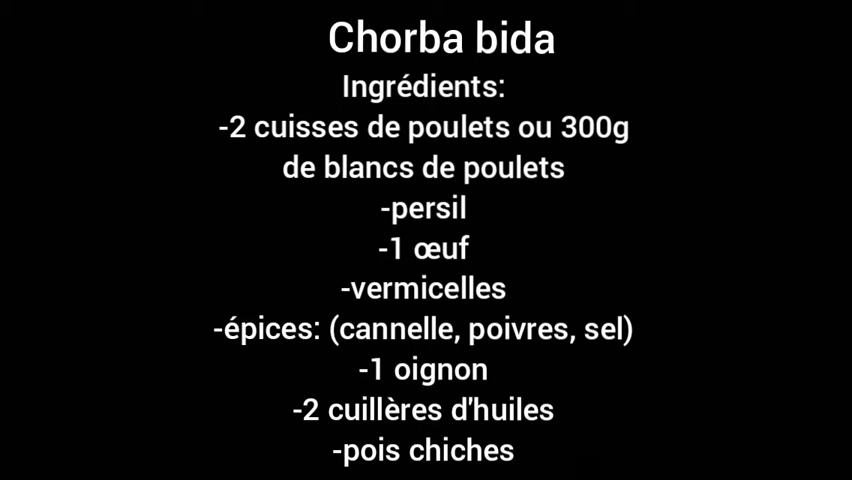 Chorba bida
Ingrédients:
-2 cuisses de poulets ou 300g
de blancs de poulets
-persil
-1 œuf
-vermicelles
-épices: (cannelle, poivres, sel)
-1 oignon
-2 cuillères d'huiles
-pois chiches